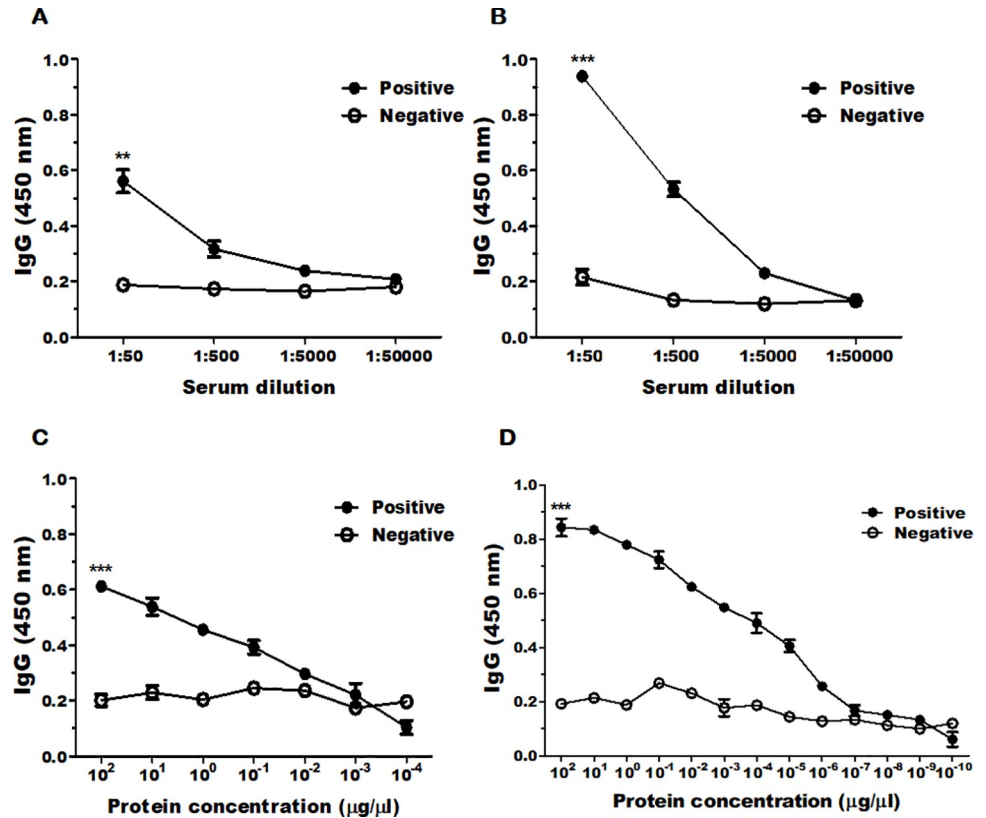 A
1.0
0.8
0.6
0.4
0.2
0.0
IgG (450 nm)
**
Positive
Negative
1:50 1:500 1:5000 1:50000
Serum dilution
B
1.0
0.8
0.6
0.4
0.2
0.0
IgG (450 nm)
***
Positive
Negative
1:50 1:500 1:5000 1:50000
Serum dilution
C
1.0
0.8
0.6
0.4
0.2
0.0
IgG (450 nm)
***
Positive
Negative
10² 10¹ 10⁰ 10⁻¹ 10⁻² 10⁻³ 10⁻⁴
Protein concentration (µg/µl)
D
1.0
0.8
0.6
0.4
0.2
0.0
IgG (450 nm)
***
Positive
Negative
10² 10¹ 10⁰ 10⁻¹ 10⁻² 10⁻³ 10⁻⁴ 10⁻⁵ 10⁻⁶ 10⁻⁷ 10⁻⁸ 10⁻⁹ 10⁻¹⁰
Protein concentration (µg/µl)